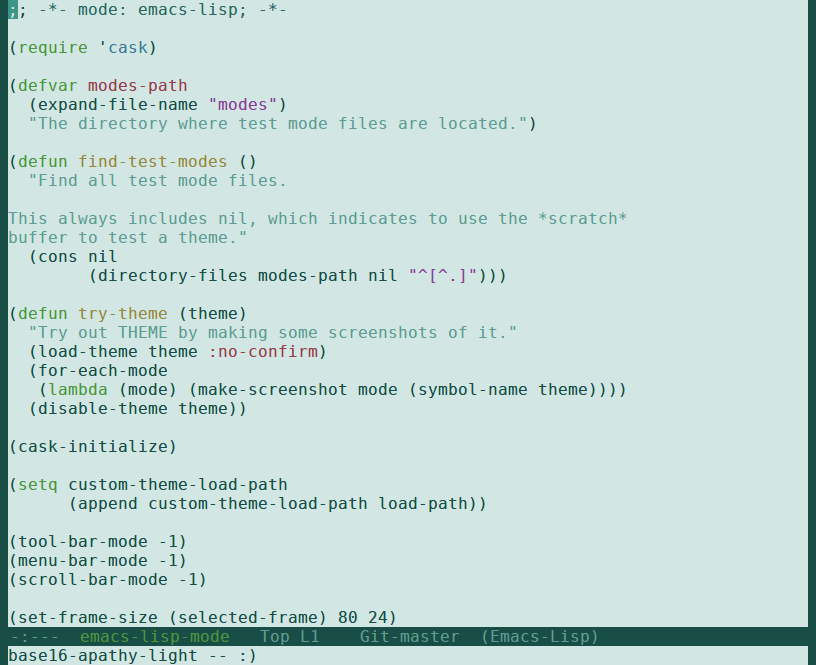 ;; -*- mode: emacs-lisp; -*-

(require 'cask)

(defvar modes-path
  (expand-file-name "modes")
  "The directory where test mode files are located.")

(defun find-test-modes ()
  "Find all test mode files.

This always includes nil, which indicates to use the *scratch*
buffer to test a theme."
  (cons nil
        (directory-files modes-path nil "^[^.]")))

(defun try-theme (theme)
  "Try out THEME by making some screenshots of it."
  (load-theme theme :no-confirm)
  (for-each-mode
   (lambda (mode) (make-screenshot mode (symbol-name theme))))
  (disable-theme theme))

(cask-initialize)

(setq custom-theme-load-path
      (append custom-theme-load-path load-path))

(tool-bar-mode -1)
(menu-bar-mode -1)
(scroll-bar-mode -1)

(set-frame-size (selected-frame) 80 24)
-:---  emacs-lisp-mode   Top L1    Git-master  (Emacs-Lisp)
base16-apathy-light -- :)